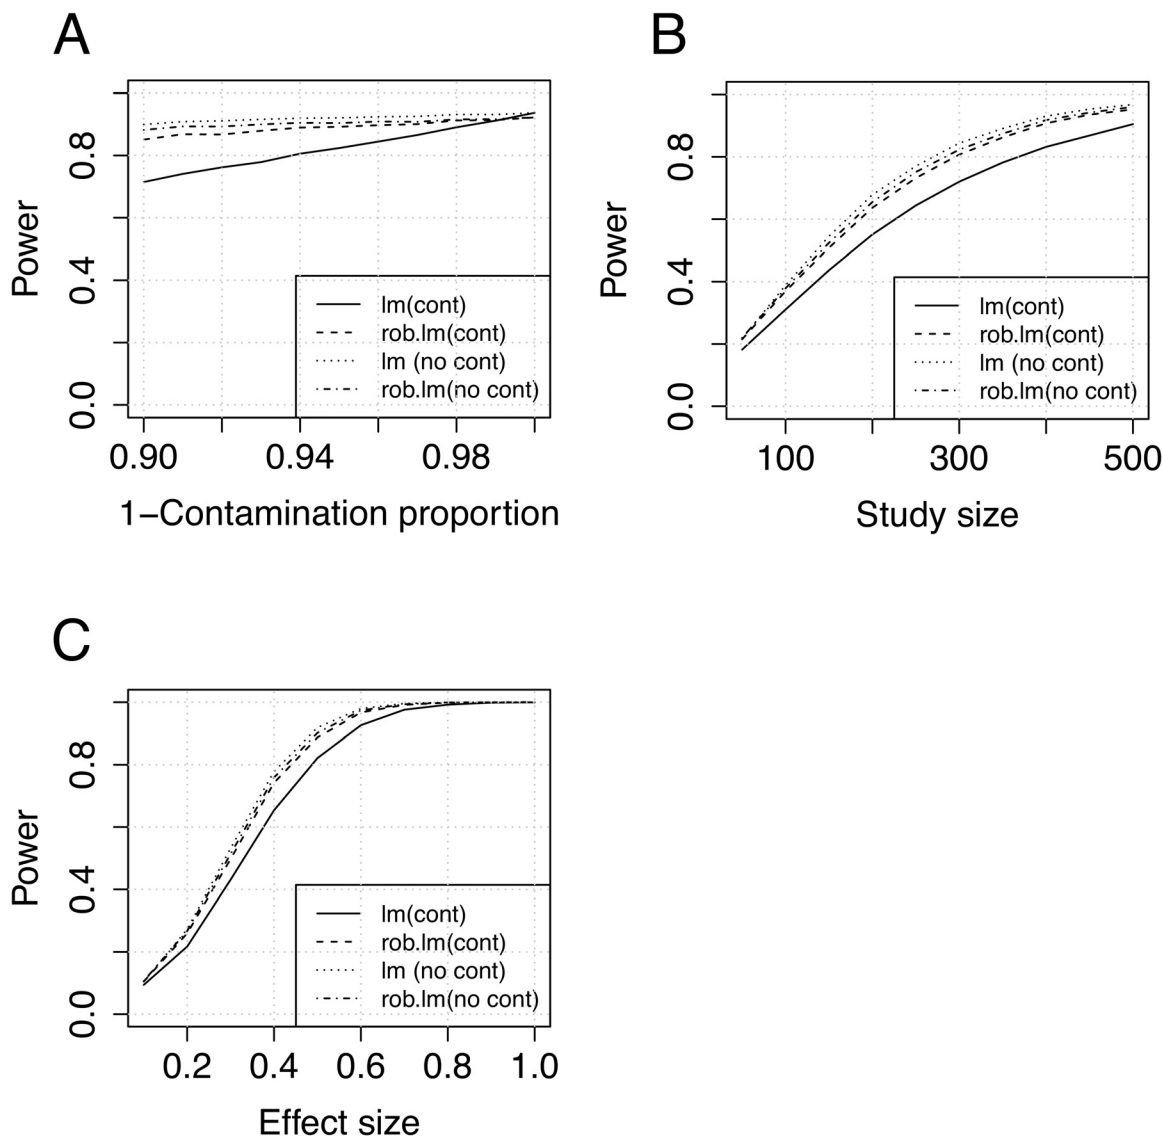 A
Power
0.8
0.4
0.0
lm(cont)
rob.lm(cont)
lm (no cont)
rob.lm(no cont)
0.90 0.94 0.98
1−Contamination proportion
B
Power
0.8
0.4
0.0
lm(cont)
rob.lm(cont)
lm (no cont)
rob.lm(no cont)
100 300 500
Study size
C
Power
0.8
0.4
0.0
lm(cont)
rob.lm(cont)
lm (no cont)
rob.lm(no cont)
0.2 0.4 0.6 0.8 1.0
Effect size